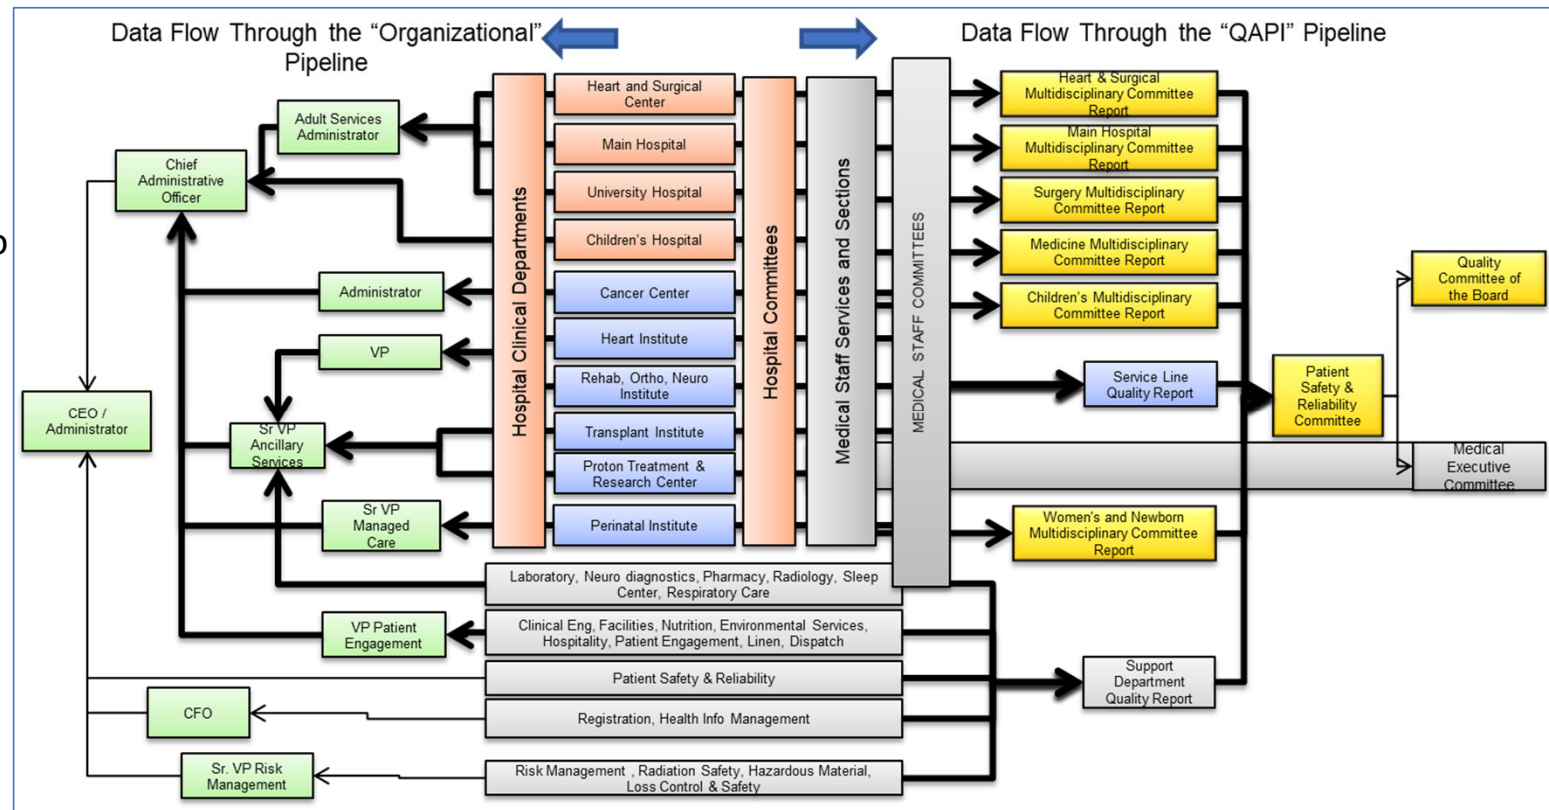 Data Flow Through the “Organizational”
Pipeline
Data Flow Through the “QAPI” Pipeline
Adult Services
Administrator
Chief
Administrative
Officer
Administrator
VP
CEO /
Administrator
Sr VP
Ancillary
Services
Sr VP
Managed
Care
VP Patient
Engagement
CFO
Sr. VP Risk
Management
Hospital Clinical Departments
Heart and Surgical
Center
Main Hospital
University Hospital
Children’s Hospital
Cancer Center
Heart Institute
Rehab, Ortho, Neuro
Institute
Transplant Institute
Proton Treatment &
Research Center
Perinatal Institute
Hospital Committees
Medical Staff Services and Sections
MEDICAL STAFF COMMITTEES
Laboratory, Neuro diagnostics, Pharmacy, Radiology, Sleep
Center, Respiratory Care
Clinical Eng, Facilities, Nutrition, Environmental Services,
Hospitality, Patient Engagement, Linen, Dispatch
Patient Safety & Reliability
Registration, Health Info Management
Risk Management , Radiation Safety, Hazardous Material,
Loss Control & Safety
Heart & Surgical
Multidisciplinary Committee
Report
Main Hospital
Multidisciplinary Committee
Report
Surgery Multidisciplinary
Committee Report
Medicine Multidisciplinary
Committee Report
Children’s Multidisciplinary
Committee Report
Service Line
Quality Report
Women's and Newborn
Multidisciplinary Committee
Report
Support
Department
Quality Report
Patient
Safety &
Reliability
Committee
Quality
Committee of
the Board
Medical
Executive
Committee